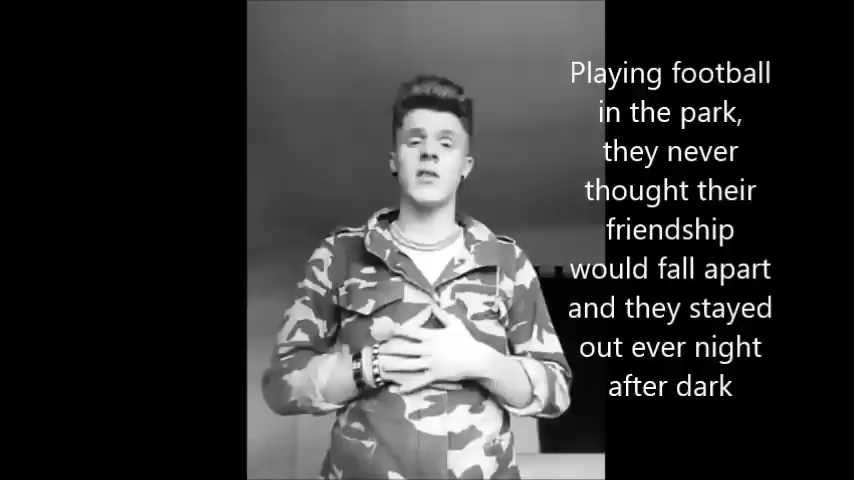 Playing football
in the park,
they never
thought their
friendship
would fall apart
and they stayed
out ever night
after dark